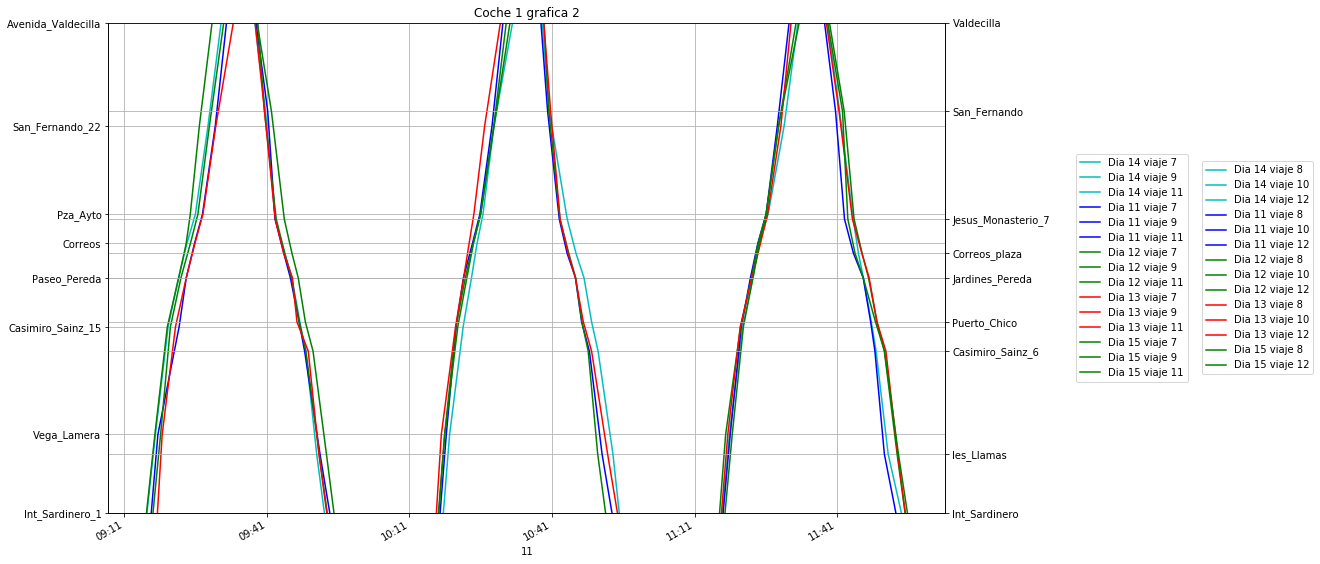 Coche 1 grafica 2
Avenida_Valdecilla
San_Fernando_22
Pza_Ayto
Correos
Paseo_Pereda
Casimiro_Sainz_15
Vega_Lamera
Int_Sardinero_1
Valdecilla
San_Fernando
Jesus_Monasterio_7
Correos_plaza
Jardines_Pereda
Puerto_Chico
Casimiro_Sainz_6
Ies_Llamas
Int_Sardinero
09:11
09:41
10:11
10:41
11:11
11:41
11
Dia 14 viaje 7
Dia 14 viaje 9
Dia 14 viaje 11
Dia 11 viaje 7
Dia 11 viaje 9
Dia 11 viaje 11
Dia 12 viaje 7
Dia 12 viaje 9
Dia 12 viaje 11
Dia 13 viaje 7
Dia 13 viaje 9
Dia 13 viaje 11
Dia 15 viaje 7
Dia 15 viaje 9
Dia 15 viaje 11
Dia 14 viaje 8
Dia 14 viaje 10
Dia 14 viaje 12
Dia 11 viaje 8
Dia 11 viaje 10
Dia 11 viaje 12
Dia 12 viaje 8
Dia 12 viaje 10
Dia 12 viaje 12
Dia 13 viaje 8
Dia 13 viaje 10
Dia 13 viaje 12
Dia 15 viaje 8
Dia 15 viaje 12